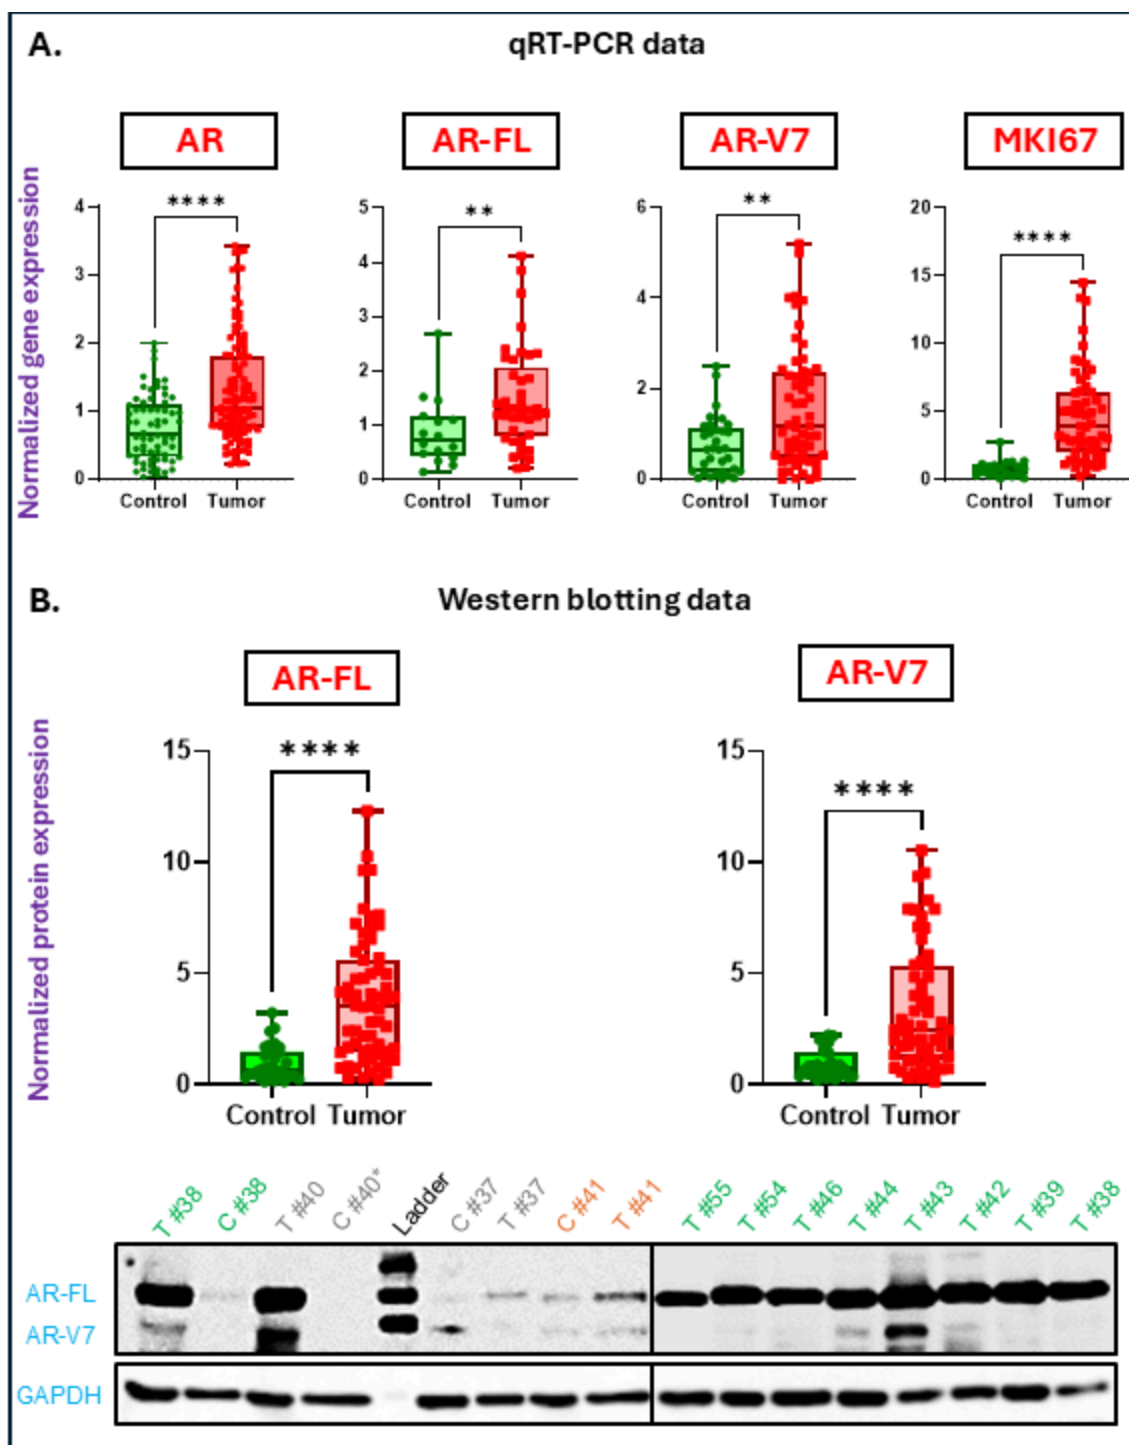 A.
qRT-PCR data
AR
AR-FL
AR-V7
MKI67
Normalized gene expression
4
3
2
1
0
****
Control
Tumor
5
4
3
2
1
0
**
Control
Tumor
6
4
2
0
**
Control
Tumor
20
15
10
5
0
****
Control
Tumor
B.
Western blotting data
AR-FL
AR-V7
Normalized protein expression
15
10
5
0
****
Control
Tumor
15
10
5
0
****
Control
Tumor
T #38
C #38
T #40
C #40*
Ladder
C #37
T #37
C #41
T #41
T #55
T #54
T #46
T #44
T #43
T #42
T #39
T #38
AR-FL
AR-V7
GAPDH